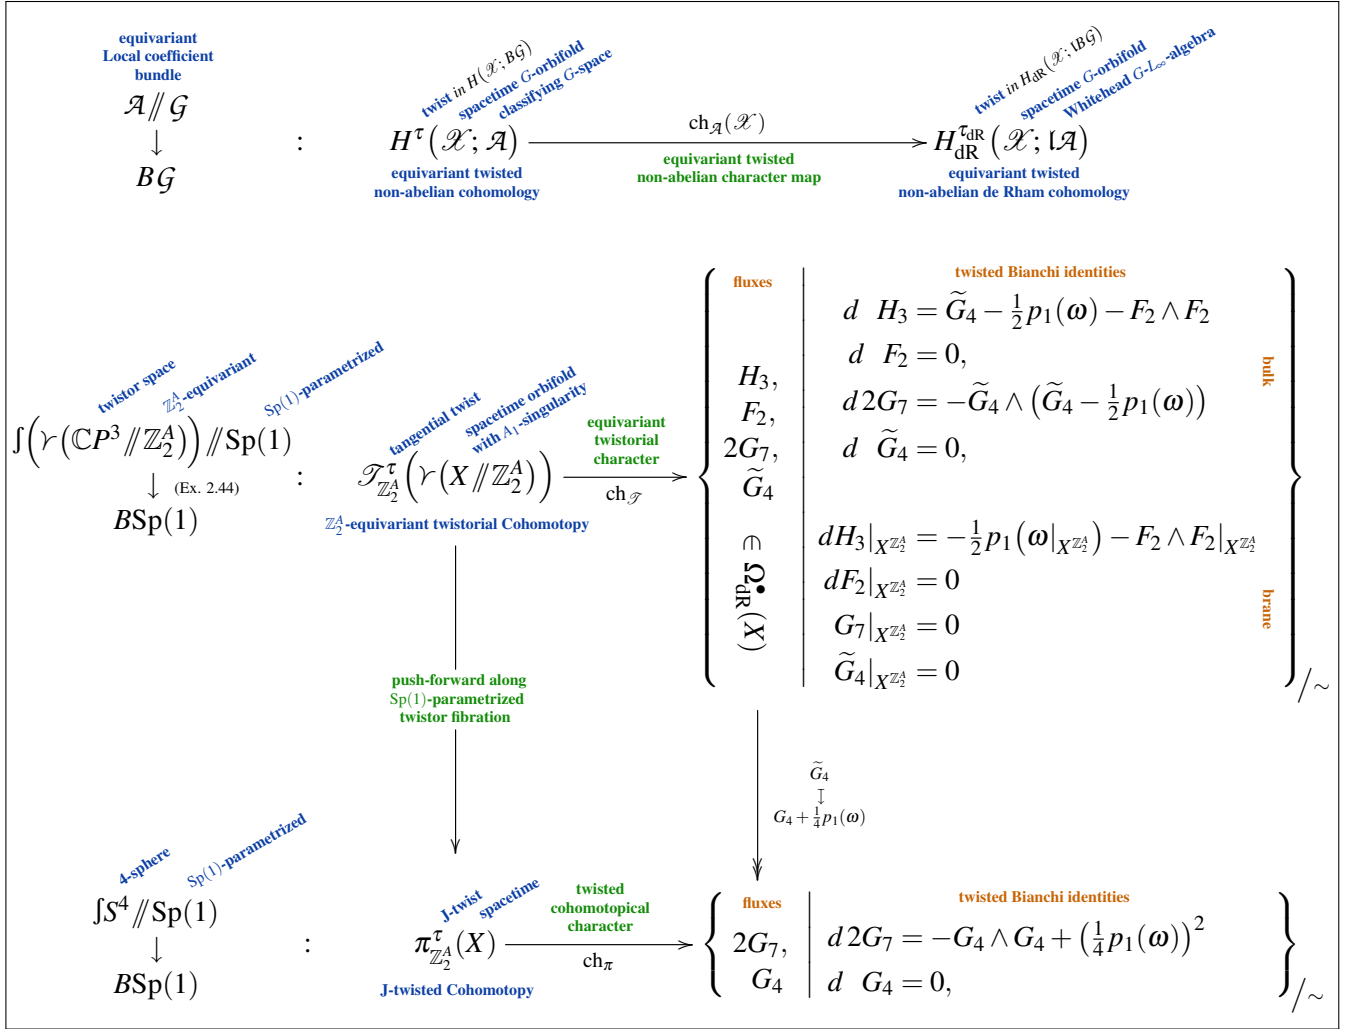 equivariant
Local coefficient
bundle
𝒜 ⫽ 𝒢
↓
B𝒢
:
twist in H(𝒳; B𝒢)
spacetime G-orbifold
classifying G-space
H^τ(𝒳; 𝒜)
equivariant twisted
non-abelian cohomology
ch_𝒜(𝒳)
equivariant twisted
non-abelian character map
twist in H_dR(𝒳; 𝔩B𝒢)
spacetime G-orbifold
Whitehead G-L_∞-algebra
H_dR^{τ_dR}(𝒳; 𝔩𝒜)
equivariant twisted
non-abelian de Rham cohomology
twistor space
ℤ_2^A-equivariant
Sp(1)-parametrized
ʃ(⋎(ℂP^3 ⫽ ℤ_2^A)) ⫽ Sp(1)
↓ (Ex. 2.44)
BSp(1)
:
tangential twist
spacetime orbifold
with A_1-singularity
𝒯^τ_{ℤ_2^A}(⋎(X ⫽ ℤ_2^A))
ℤ_2^A-equivariant twistorial Cohomotopy
equivariant
twistorial
character
ch_𝒯
fluxes
H_3,
F_2,
2G_7,
G̃_4
∈ Ω^•_dR(X)
twisted Bianchi identities
d H_3 = G̃_4 − ½p_1(ω) − F_2 ∧ F_2
d F_2 = 0,
d 2G_7 = −G̃_4 ∧ (G̃_4 − ½p_1(ω))
d G̃_4 = 0,
bulk
dH_3|_{X^{ℤ_2^A}} = −½p_1(ω|_{X^{ℤ_2^A}}) − F_2 ∧ F_2|_{X^{ℤ_2^A}}
dF_2|_{X^{ℤ_2^A}} = 0
G_7|_{X^{ℤ_2^A}} = 0
G̃_4|_{X^{ℤ_2^A}} = 0
brane
/∼
push-forward along
Sp(1)-parametrized
twistor fibration
G̃_4
↧
G_4 + ¼p_1(ω)
4-sphere
Sp(1)-parametrized
ʃS^4 ⫽ Sp(1)
↓
BSp(1)
:
J-twist
spacetime
π^τ_{ℤ_2^A}(X)
J-twisted Cohomotopy
twisted
cohomotopical
character
ch_π
fluxes
2G_7,
G_4
twisted Bianchi identities
d 2G_7 = −G_4 ∧ G_4 + (¼p_1(ω))^2
d G_4 = 0,
/∼